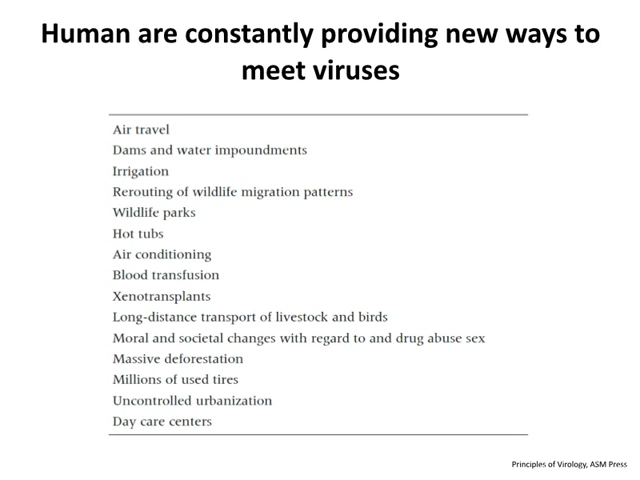 Human are constantly providing new ways to
meet viruses
Air travel
Dams and water impoundments
Irrigation
Rerouting of wildlife migration patterns
Wildlife parks
Hot tubs
Air conditioning
Blood transfusion
Xenotransplants
Long-distance transport of livestock and birds
Moral and societal changes with regard to and drug abuse sex
Massive deforestation
Millions of used tires
Uncontrolled urbanization
Day care centers
Principles of Virology, ASM Press